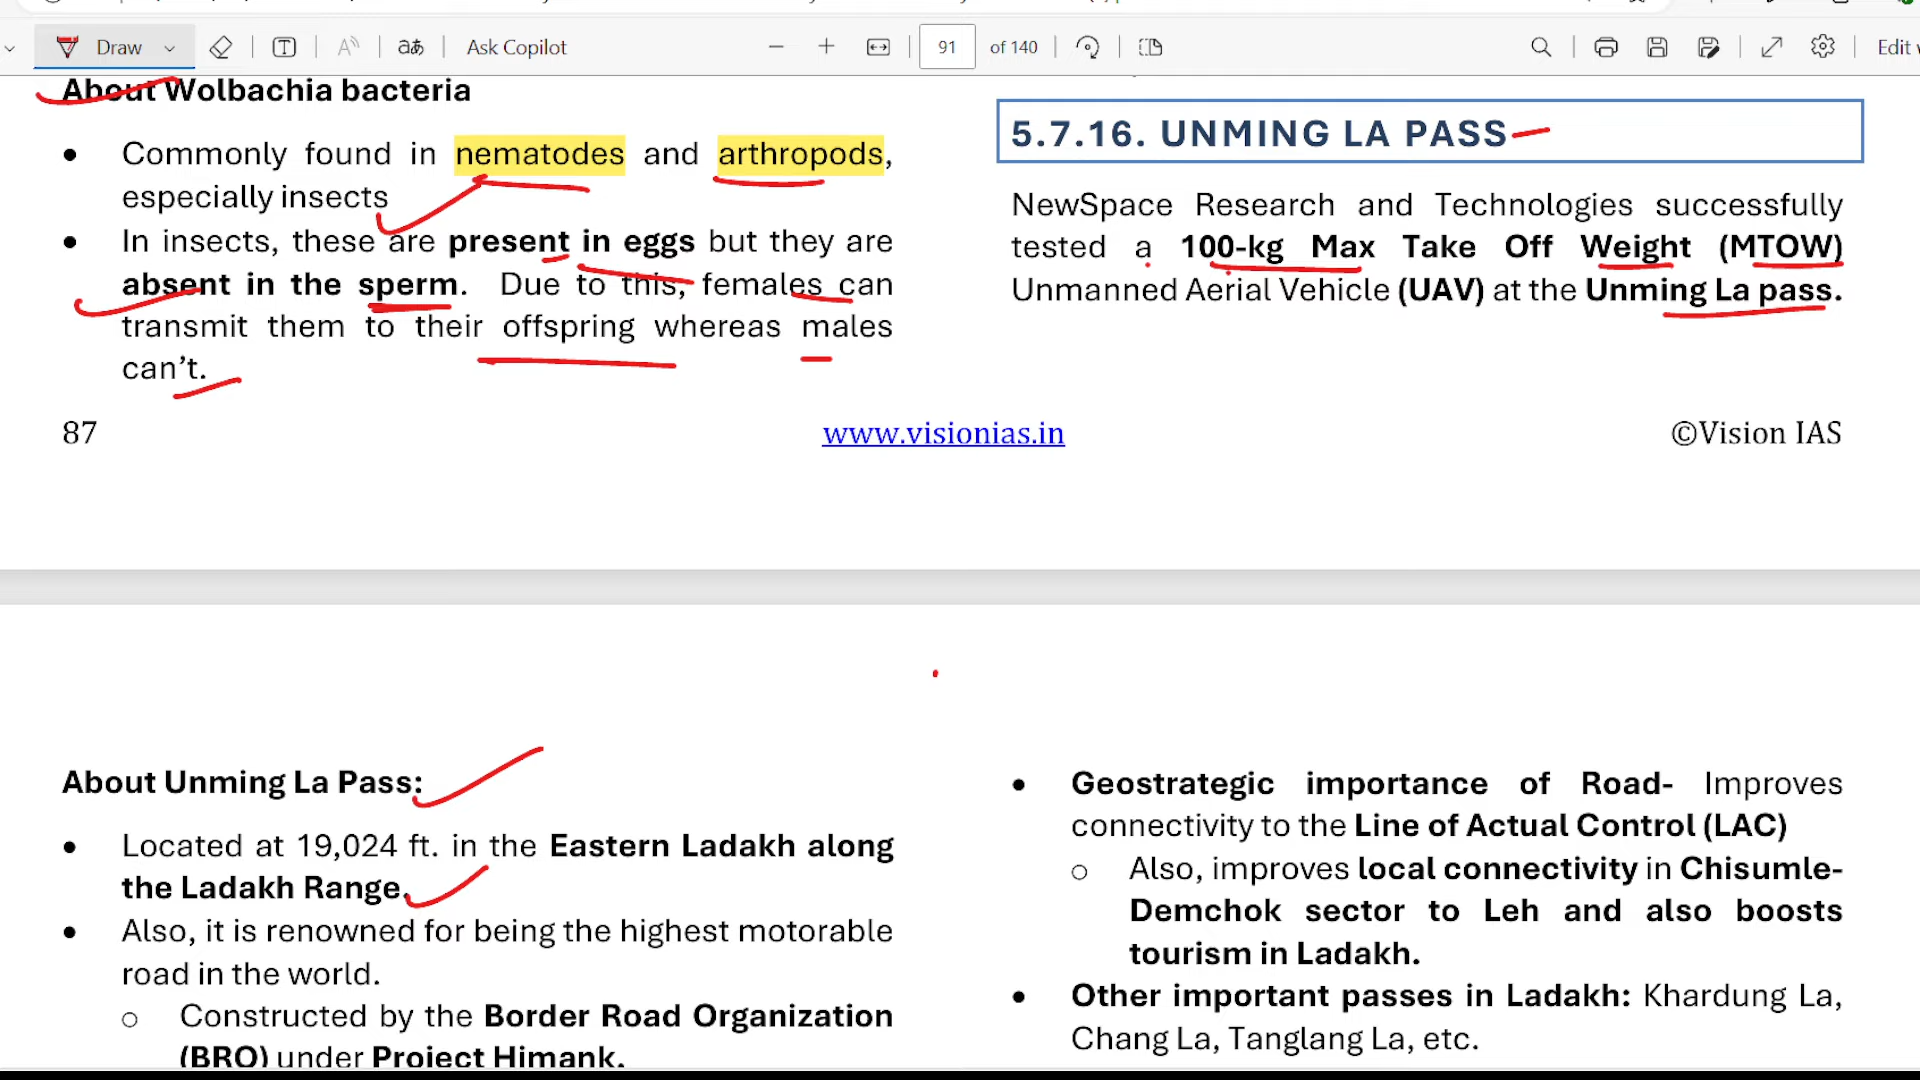 Draw
aあ
Ask Copilot
91
of 140
Edit
About Wolbachia bacteria
• Commonly found in nematodes and arthropods,
especially insects
• In insects, these are present in eggs but they are
absent in the sperm. Due to this, females can
transmit them to their offspring whereas males
can’t.
5.7.16. UNMING LA PASS
NewSpace Research and Technologies successfully
tested a 100-kg Max Take Off Weight (MTOW)
Unmanned Aerial Vehicle (UAV) at the Unming La pass.
87
www.visionias.in
©Vision IAS
About Unming La Pass:
• Located at 19,024 ft. in the Eastern Ladakh along
the Ladakh Range.
• Also, it is renowned for being the highest motorable
road in the world.
o Constructed by the Border Road Organization
(BRO) under Project Himank.
• Geostrategic importance of Road- Improves
connectivity to the Line of Actual Control (LAC)
o Also, improves local connectivity in Chisumle-
Demchok sector to Leh and also boosts
tourism in Ladakh.
• Other important passes in Ladakh: Khardung La,
Chang La, Tanglang La, etc.